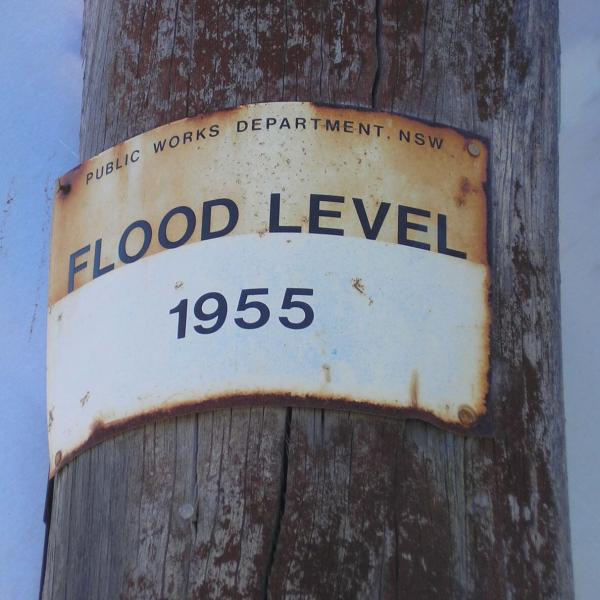 PUBLIC WORKS DEPARTMENT. NSW
FLOOD LEVEL
1955